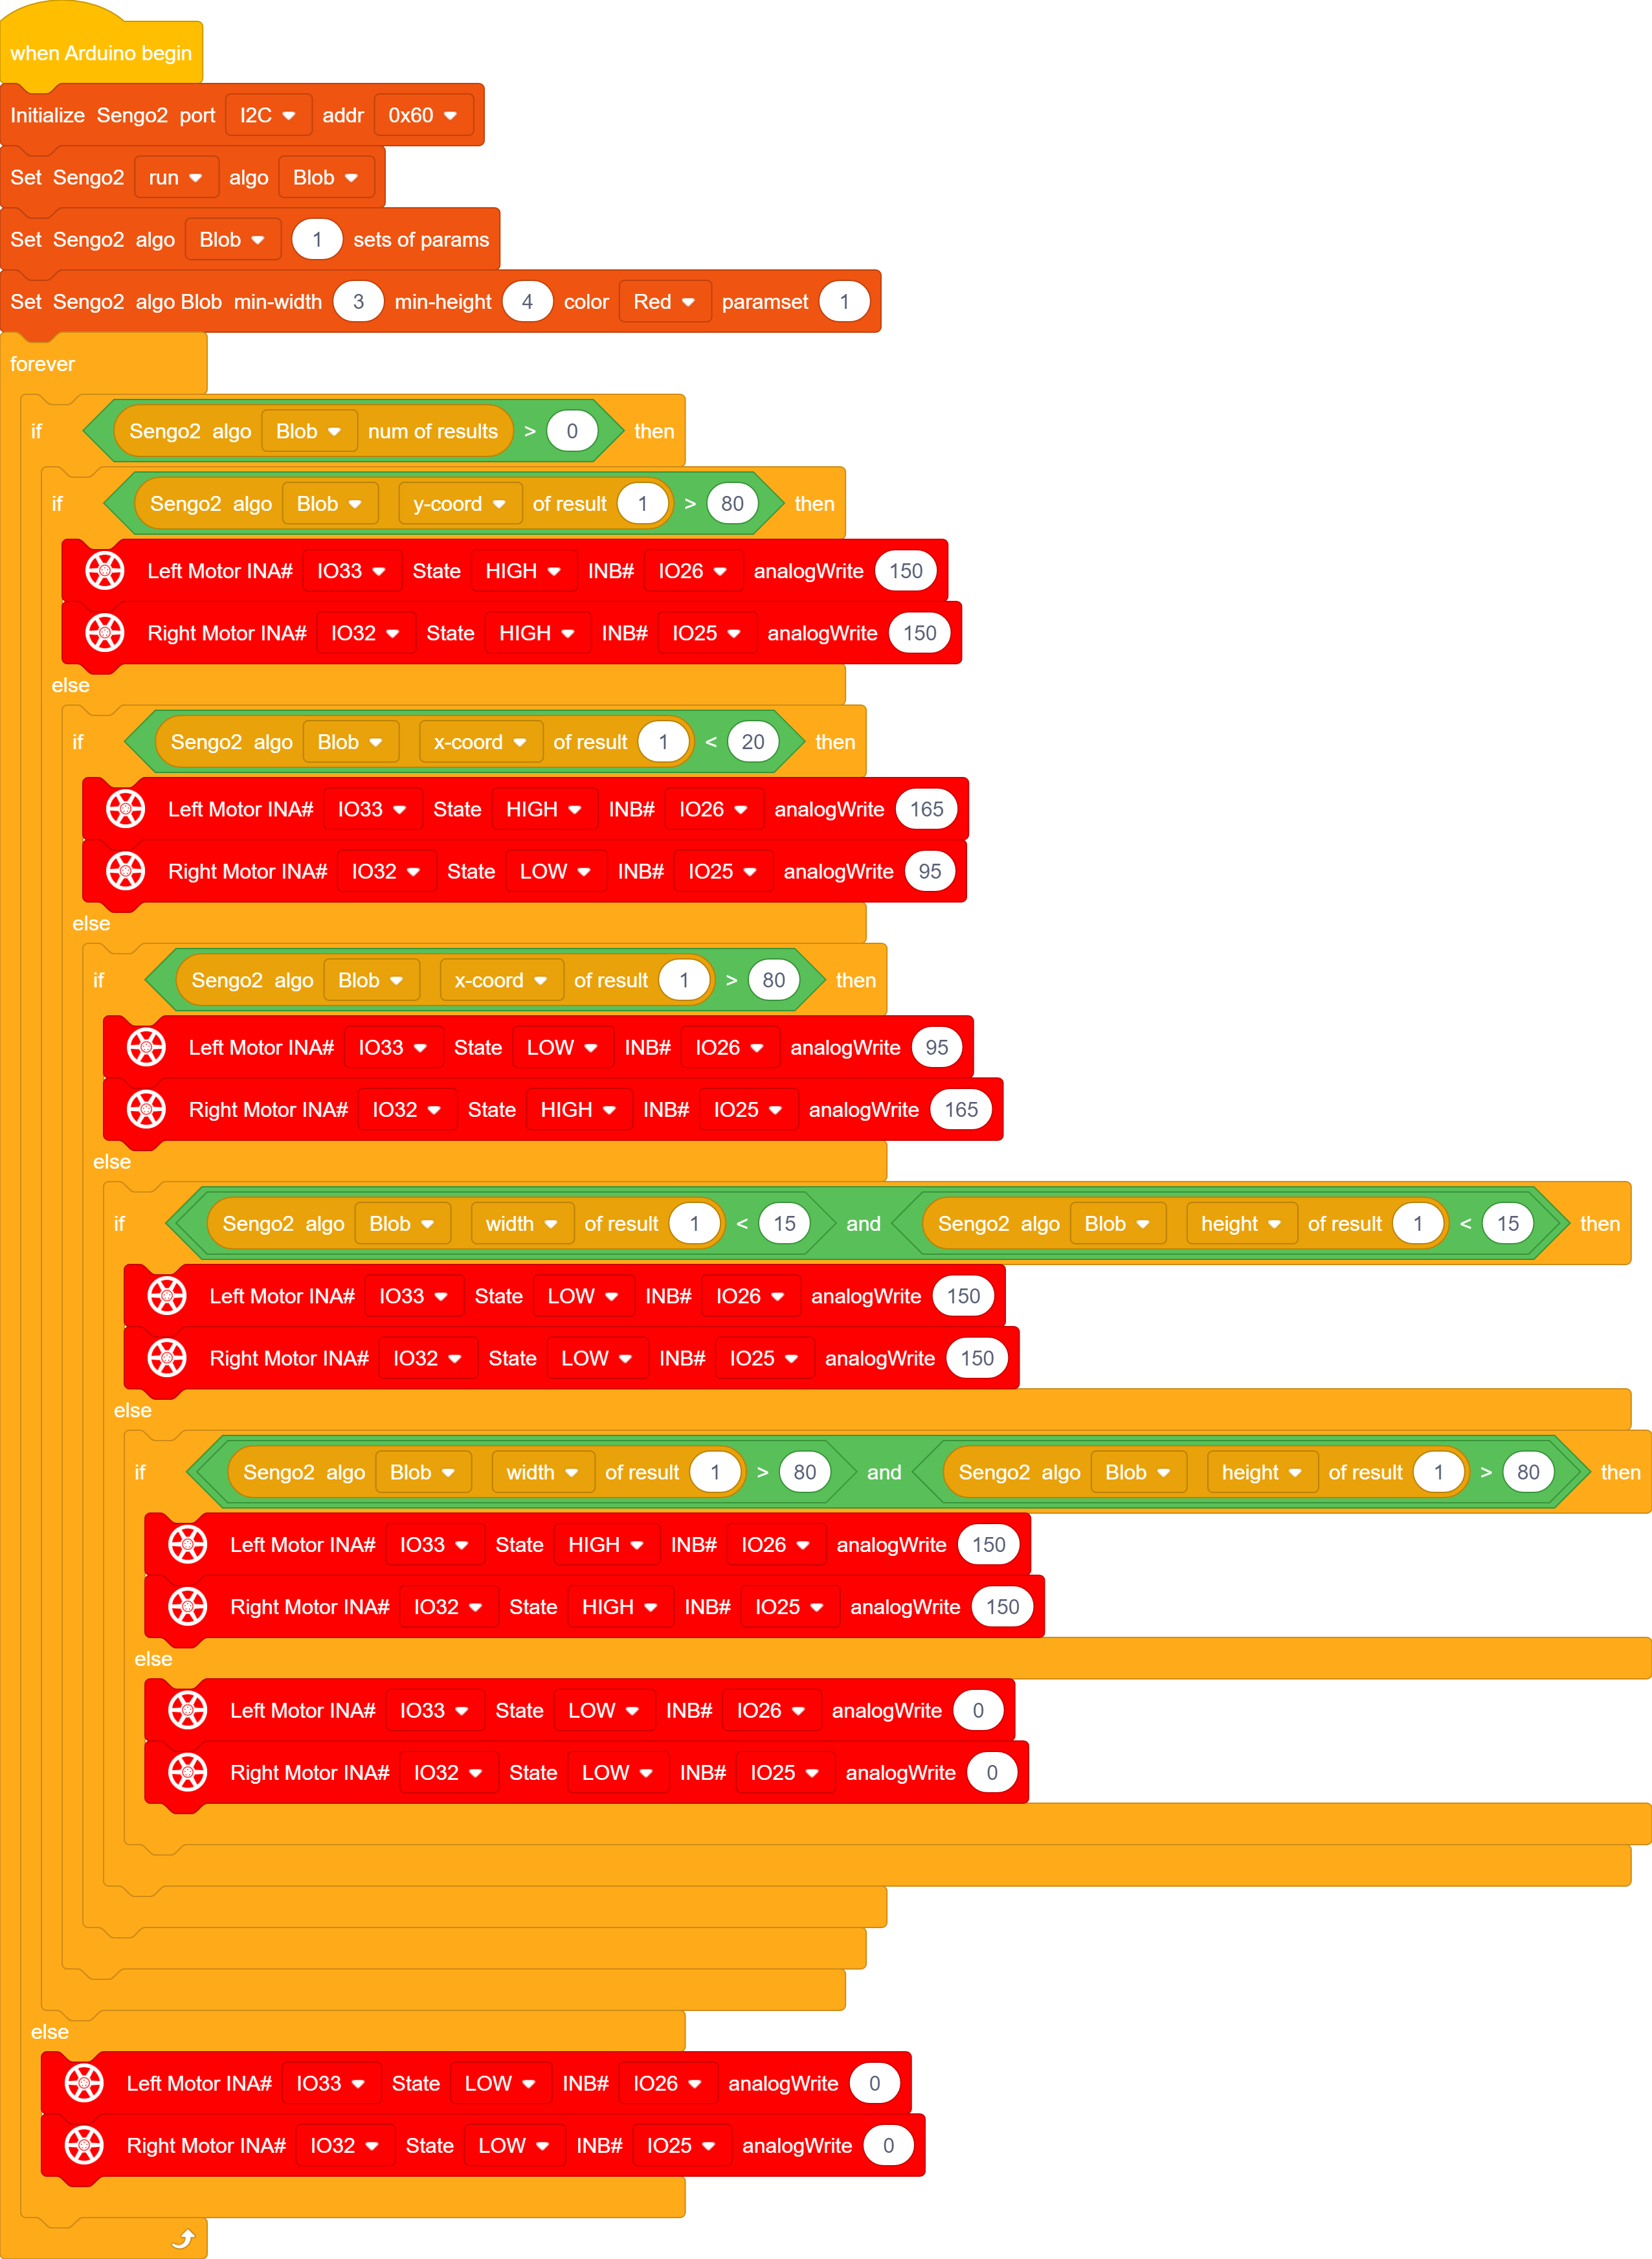 when Arduino begin
Initialize Sengo2 port I2C addr 0x60
Set Sengo2 run algo Blob
Set Sengo2 algo Blob 1 sets of params
Set Sengo2 algo Blob min-width 3 min-height 4 color Red paramset 1
forever
if Sengo2 algo Blob num of results > 0 then
if Sengo2 algo Blob y-coord of result 1 > 80 then
Left Motor INA# IO33 State HIGH INB# IO26 analogWrite 150
Right Motor INA# IO32 State HIGH INB# IO25 analogWrite 150
else
if Sengo2 algo Blob x-coord of result 1 < 20 then
Left Motor INA# IO33 State HIGH INB# IO26 analogWrite 165
Right Motor INA# IO32 State LOW INB# IO25 analogWrite 95
else
if Sengo2 algo Blob x-coord of result 1 > 80 then
Left Motor INA# IO33 State LOW INB# IO26 analogWrite 95
Right Motor INA# IO32 State HIGH INB# IO25 analogWrite 165
else
if Sengo2 algo Blob width of result 1 < 15 and Sengo2 algo Blob height of result 1 < 15 then
Left Motor INA# IO33 State LOW INB# IO26 analogWrite 150
Right Motor INA# IO32 State LOW INB# IO25 analogWrite 150
else
if Sengo2 algo Blob width of result 1 > 80 and Sengo2 algo Blob height of result 1 > 80 then
Left Motor INA# IO33 State HIGH INB# IO26 analogWrite 150
Right Motor INA# IO32 State HIGH INB# IO25 analogWrite 150
else
Left Motor INA# IO33 State LOW INB# IO26 analogWrite 0
Right Motor INA# IO32 State LOW INB# IO25 analogWrite 0
else
Left Motor INA# IO33 State LOW INB# IO26 analogWrite 0
Right Motor INA# IO32 State LOW INB# IO25 analogWrite 0